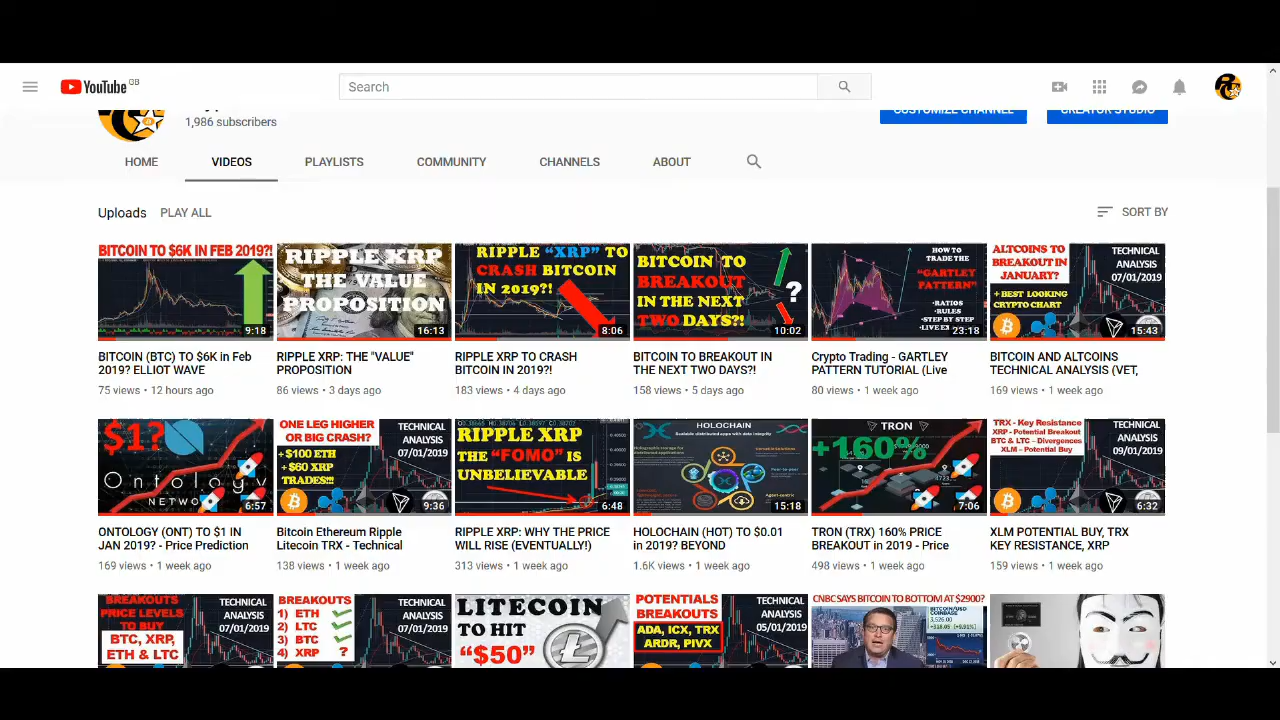 YouTube GB
Search
1,986 subscribers
CUSTOMIZE CHANNEL
CREATOR STUDIO
HOME
VIDEOS
PLAYLISTS
COMMUNITY
CHANNELS
ABOUT
Uploads
PLAY ALL
SORT BY
BITCOIN TO $6K IN FEB 2019?!
9:18
RIPPLE XRP
THE VALUE
PROPOSITION
16:13
RIPPLE "XRP" TO
CRASH BITCOIN
IN 2019?!
8:06
BITCOIN TO
BREAKOUT
IN THE NEXT
TWO DAYS?!
?
10:02
HOW TO
TRADE THE
"GARTLEY
PATTERN"
•RATIOS
•RULES
•STEP BY STEP
•LIVE EX
23:18
ALTCOINS TO
BREAKOUT IN
JANUARY?
+ BEST LOOKING
CRYPTO CHART
TECHNICAL
ANALYSIS
07/01/2019
15:43
BITCOIN (BTC) TO $6K in Feb
2019? ELLIOT WAVE
75 views • 12 hours ago
RIPPLE XRP: THE "VALUE"
PROPOSITION
86 views • 3 days ago
RIPPLE XRP TO CRASH
BITCOIN IN 2019?!
183 views • 4 days ago
BITCOIN TO BREAKOUT IN
THE NEXT TWO DAYS?!
158 views • 5 days ago
Crypto Trading - GARTLEY
PATTERN TUTORIAL (Live
80 views • 1 week ago
BITCOIN AND ALTCOINS
TECHNICAL ANALYSIS (VET,
169 views • 1 week ago
$1?
Ontology
NETWO
6:57
ONE LEG HIGHER
OR BIG CRASH?
+$100 ETH
+$60 XRP
TRADES!!!
TECHNICAL
ANALYSIS
07/01/2019
9:36
RIPPLE XRP
THE "FOMO" IS
UNBELIEVABLE
6:48
HOLOCHAIN
15:18
TRON
+160%
7:06
TRX - Key Resistance
XRP - Potential Breakout
BTC & LTC – Divergences
XLM – Potential Buy
TECHNICAL
ANALYSIS
09/01/2019
6:32
ONTOLOGY (ONT) TO $1 IN
JAN 2019? - Price Prediction
169 views • 1 week ago
Bitcoin Ethereum Ripple
Litecoin TRX - Technical
138 views • 1 week ago
RIPPLE XRP: WHY THE PRICE
WILL RISE (EVENTUALLY!)
313 views • 1 week ago
HOLOCHAIN (HOT) TO $0.01
in 2019? BEYOND
1.6K views • 1 week ago
TRON (TRX) 160% PRICE
BREAKOUT in 2019 - Price
498 views • 1 week ago
XLM POTENTIAL BUY, TRX
KEY RESISTANCE, XRP
159 views • 1 week ago
BREAKOUTS
PRICE LEVELS
TO BUY
BTC, XRP,
ETH & LTC
TECHNICAL
ANALYSIS
07/01/2019
BREAKOUTS
1) ETH
2) LTC
3) BTC
4) XRP ?
TECHNICAL
ANALYSIS
07/01/2019
LITECOIN
TO HIT
"$50"
POTENTIALS
BREAKOUTS
ADA, ICX, TRX
ARDR, PIVX
TECHNICAL
ANALYSIS
05/01/2019
CNBC SAYS BITCOIN TO BOTTOM AT $2900?
BITCOIN/USD
COINBASE